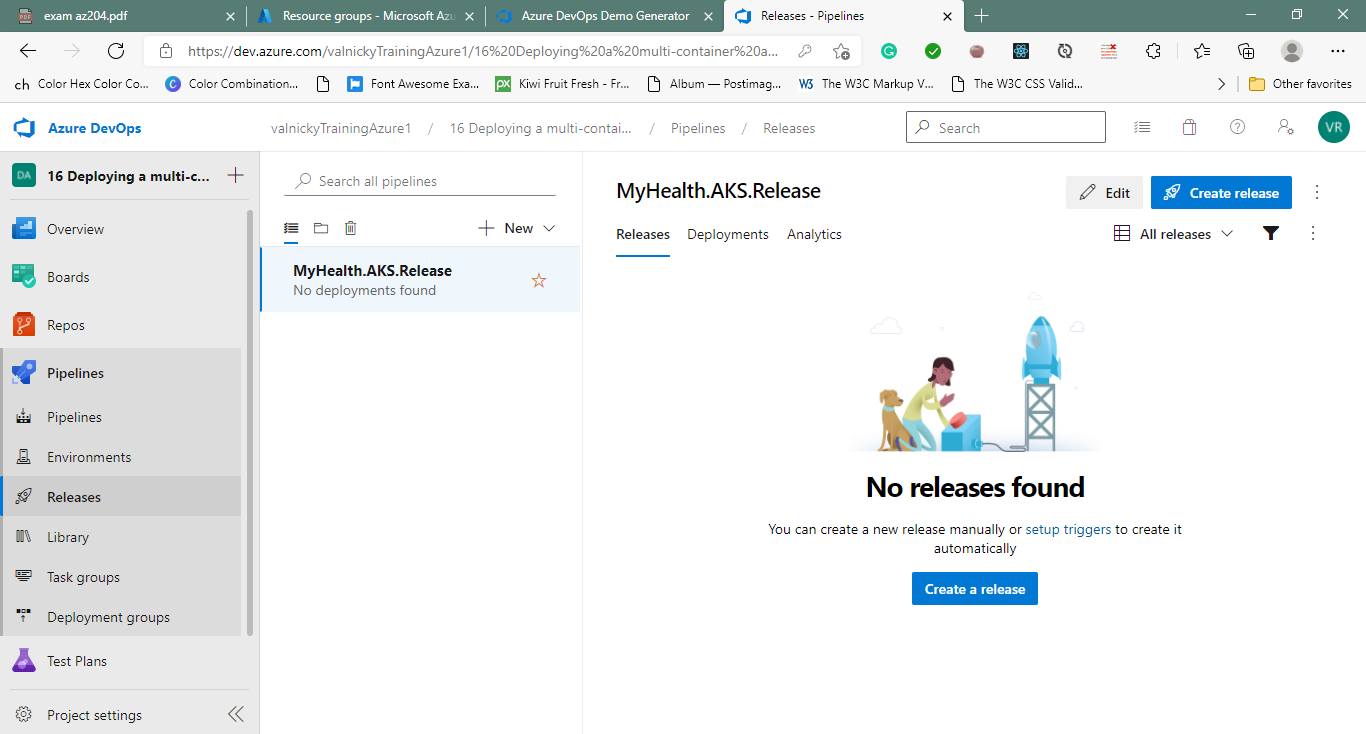 exam az204.pdf
Resource groups - Microsoft Azu
Azure DevOps Demo Generator
Releases - Pipelines
https://dev.azure.com/valnickyTrainingAzure1/16%20Deploying%20a%20multi-container%20a...
ch Color Hex Color Co...
Color Combination...
Font Awesome Exa...
Kiwi Fruit Fresh - Fr...
Album — Postimag...
The W3C Markup V...
The W3C CSS Valid...
Other favorites
Azure DevOps
valnickyTrainingAzure1 / 16 Deploying a multi-contai... / Pipelines / Releases
Search
VR
DA
16 Deploying a multi-c...
Overview
Boards
Repos
Pipelines
Pipelines
Environments
Releases
Library
Task groups
Deployment groups
Test Plans
Project settings
Search all pipelines
New
MyHealth.AKS.Release
No deployments found
MyHealth.AKS.Release
Edit
Create release
Releases
Deployments
Analytics
All releases
No releases found
You can create a new release manually or setup triggers to create it
automatically
Create a release